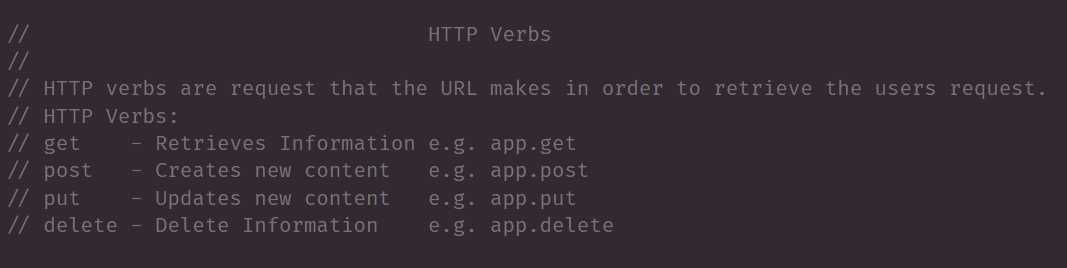 //                                HTTP Verbs
//
// HTTP verbs are request that the URL makes in order to retrieve the users request.
// HTTP Verbs:
// get    - Retrieves Information e.g. app.get
// post   - Creates new content   e.g. app.post
// put    - Updates new content   e.g. app.put
// delete - Delete Information    e.g. app.delete